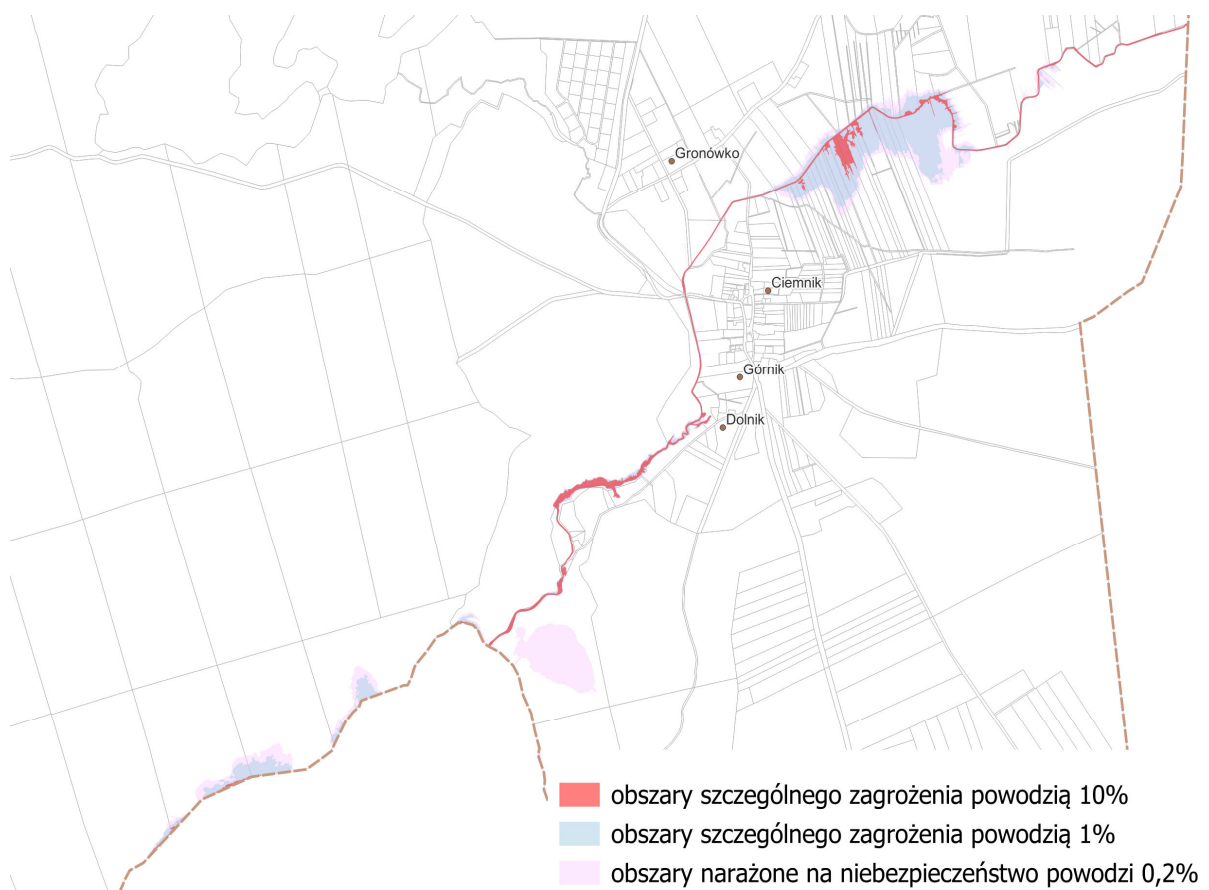 Gronówko
Ciemnik
Górnik
Dolnik
obszary szczególnego zagrożenia powodzią 10%
obszary szczególnego zagrożenia powodzią 1%
obszary narażone na niebezpieczeństwo powodzi 0,2%